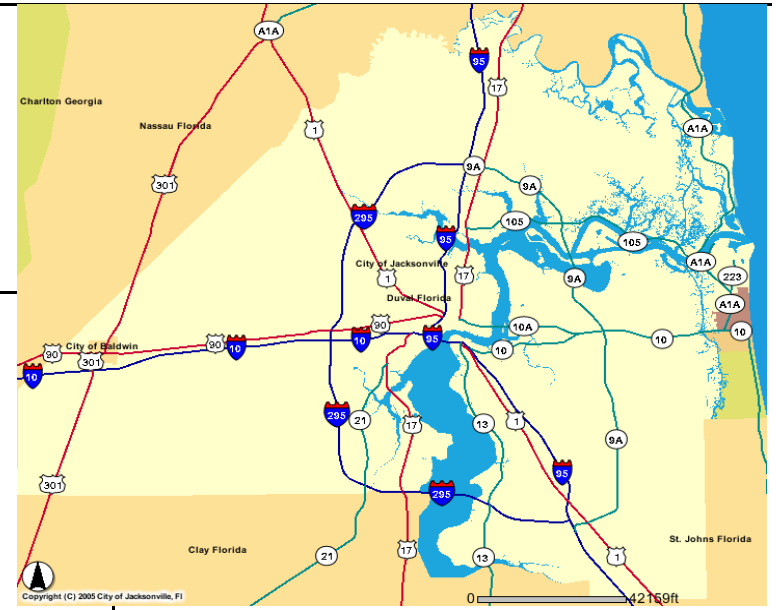 A1A
95
17
Charlton Georgia
Nassau Florida
1
A1A
301
9A
9A
295
105
95
105
City of Jacksonville
A1A
1
17
9A
223
Duval Florida
A1A
90
10A
10
90
City of Baldwin
90
10
10
95
10
301
10
295
21
17
13
1
9A
95
301
295
Clay Florida
St. Johns Florida
21
17
13
1
Copyright (C) 2005 City of Jacksonville, Fl
0
42159ft